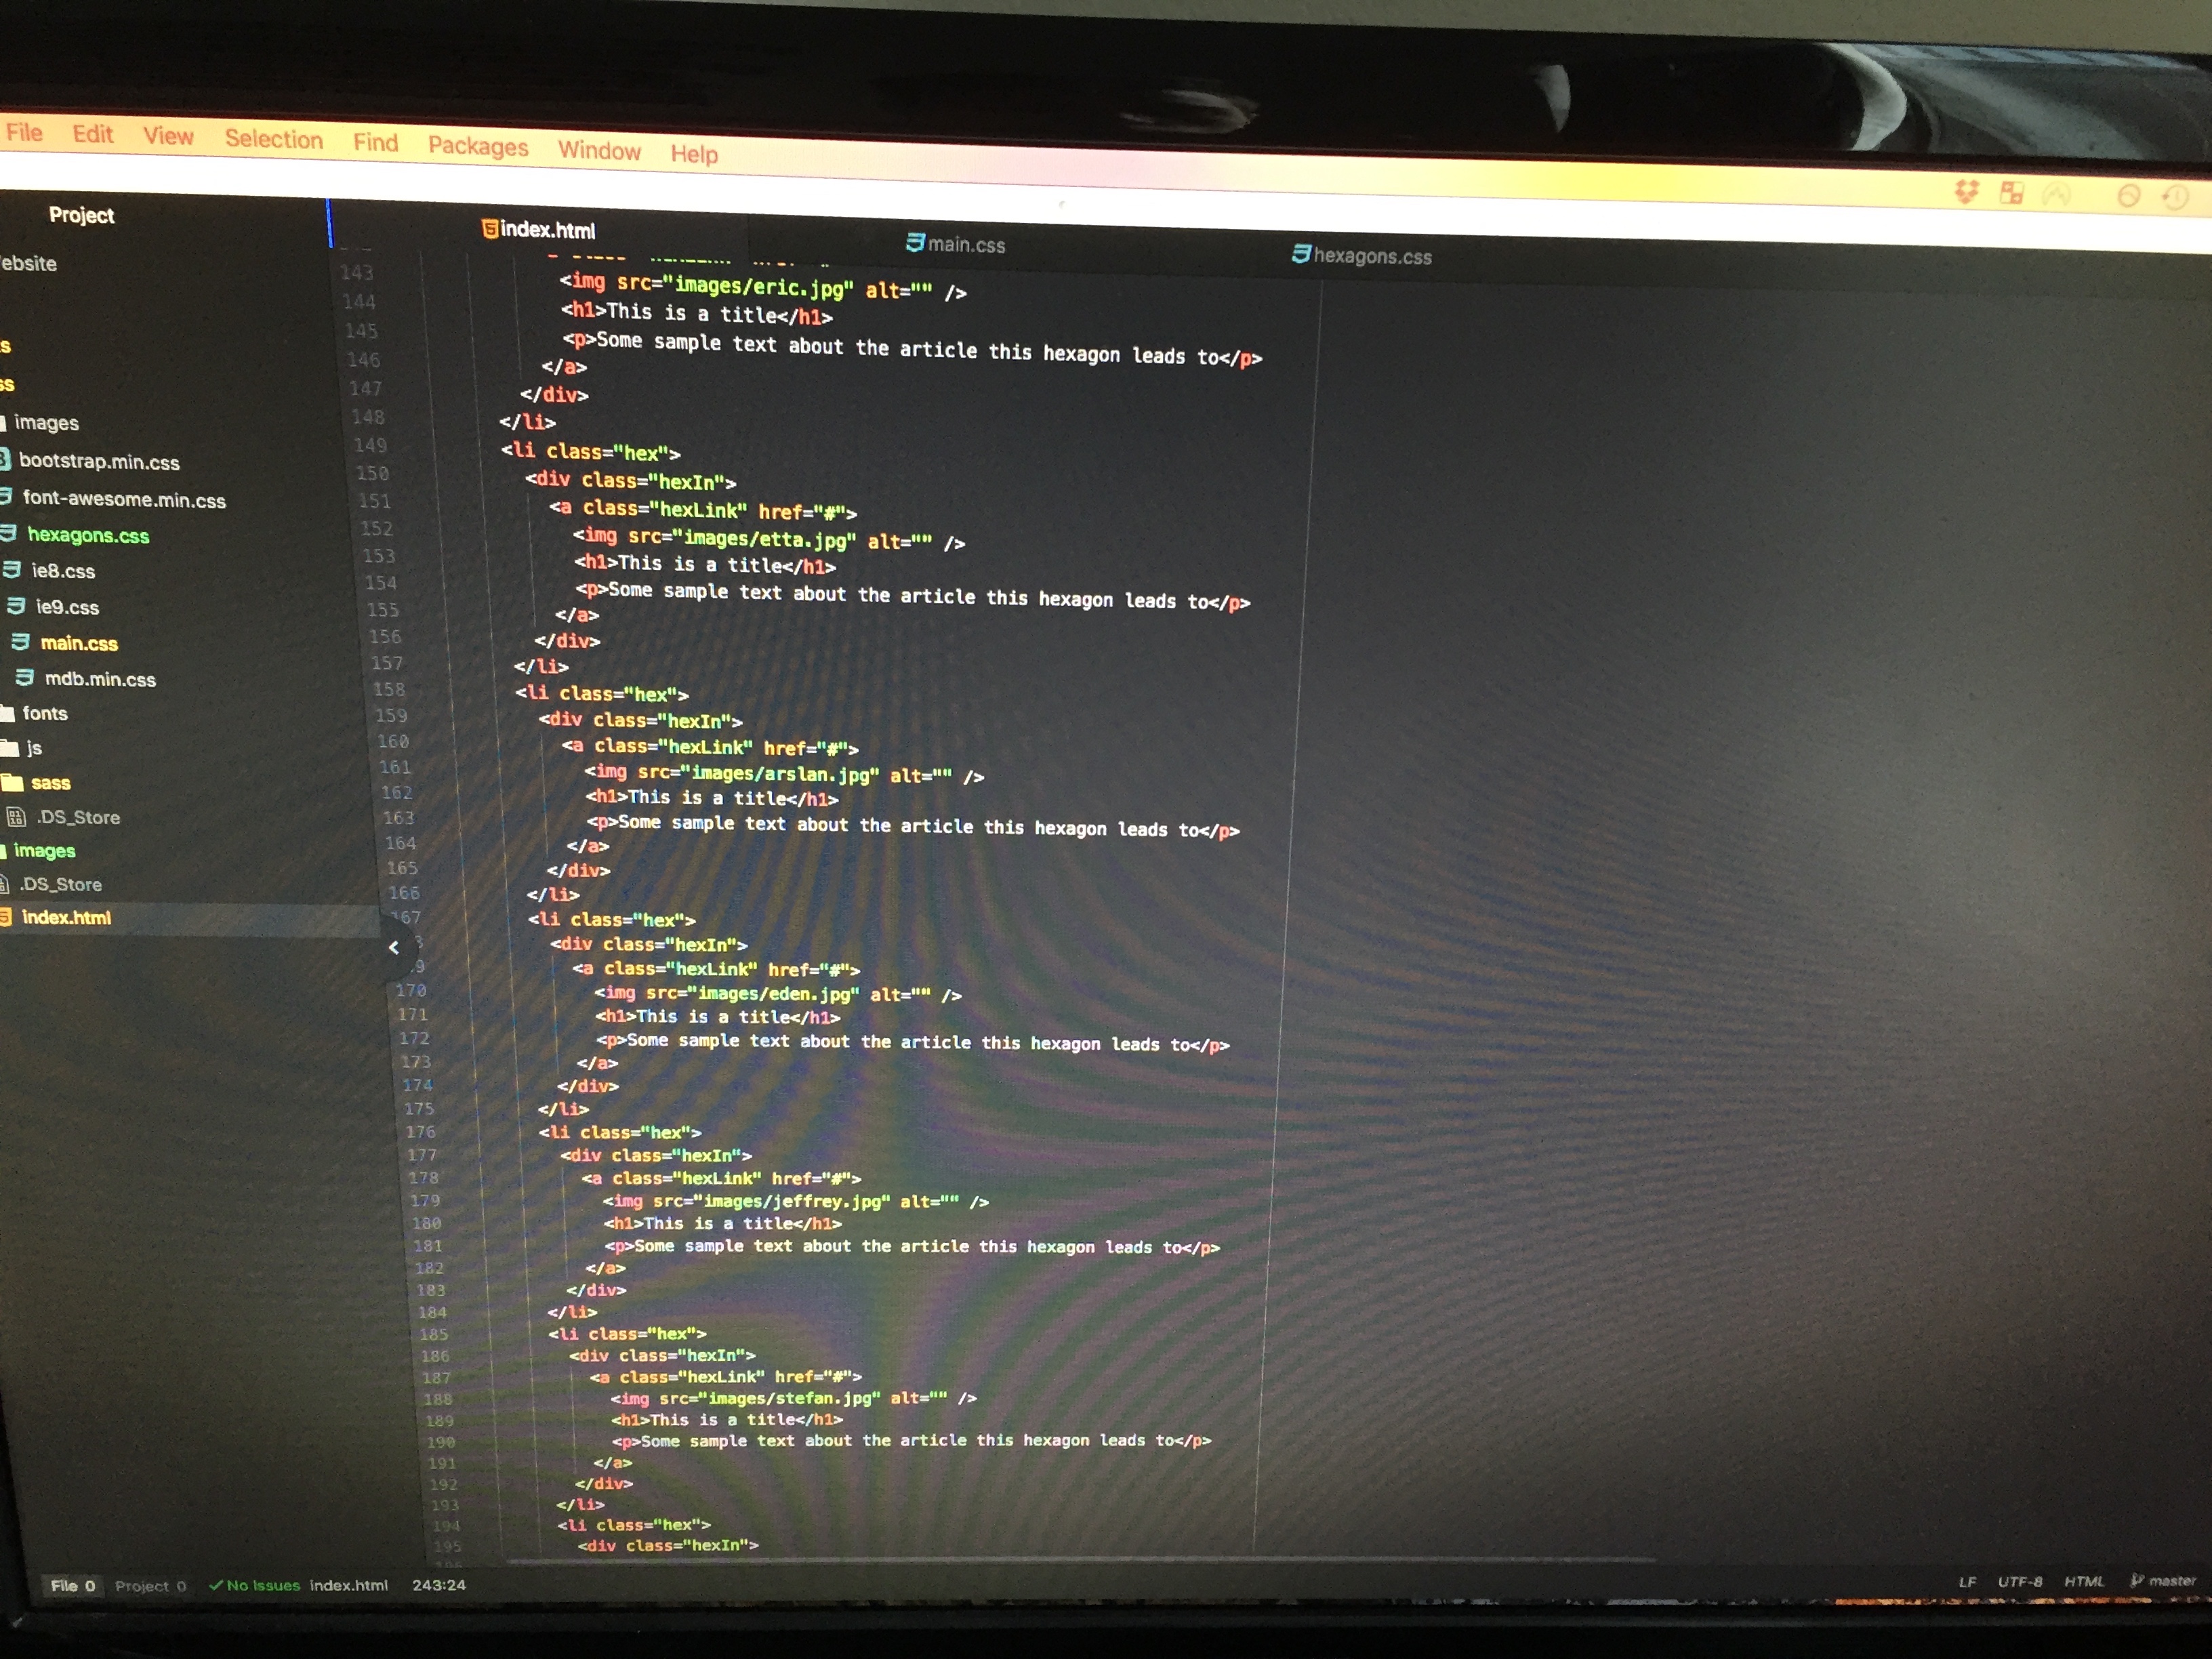 File Edit View Selection Find Packages Window Help
Project
ebsite
s
ss
images
bootstrap.min.css
font-awesome.min.css
hexagons.css
ie8.css
ie9.css
main.css
mdb.min.css
fonts
js
sass
.DS_Store
images
.DS_Store
index.html
index.html main.css hexagons.css
143 <img src="images/eric.jpg" alt="" />
144 <h1>This is a title</h1>
145 <p>Some sample text about the article this hexagon leads to</p>
146 </a>
147 </div>
148 </li>
149 <li class="hex">
150 <div class="hexIn">
151 <a class="hexLink" href="#">
152 <img src="images/etta.jpg" alt="" />
153 <h1>This is a title</h1>
154 <p>Some sample text about the article this hexagon leads to</p>
155 </a>
156 </div>
157 </li>
158 <li class="hex">
159 <div class="hexIn">
160 <a class="hexLink" href="#">
161 <img src="images/arslan.jpg" alt="" />
162 <h1>This is a title</h1>
163 <p>Some sample text about the article this hexagon leads to</p>
164 </a>
165 </div>
166 </li>
167 <li class="hex">
8 <div class="hexIn">
9 <a class="hexLink" href="#">
170 <img src="images/eden.jpg" alt="" />
171 <h1>This is a title</h1>
172 <p>Some sample text about the article this hexagon leads to</p>
173 </a>
174 </div>
175 </li>
176 <li class="hex">
177 <div class="hexIn">
178 <a class="hexLink" href="#">
179 <img src="images/jeffrey.jpg" alt="" />
180 <h1>This is a title</h1>
181 <p>Some sample text about the article this hexagon leads to</p>
182 </a>
183 </div>
184 </li>
185 <li class="hex">
186 <div class="hexIn">
187 <a class="hexLink" href="#">
188 <img src="images/stefan.jpg" alt="" />
189 <h1>This is a title</h1>
190 <p>Some sample text about the article this hexagon leads to</p>
191 </a>
192 </div>
193 </li>
194 <li class="hex">
195 <div class="hexIn">
File 0 Project 0 ✓ No Issues index.html 243:24 LF UTF-8 HTML master